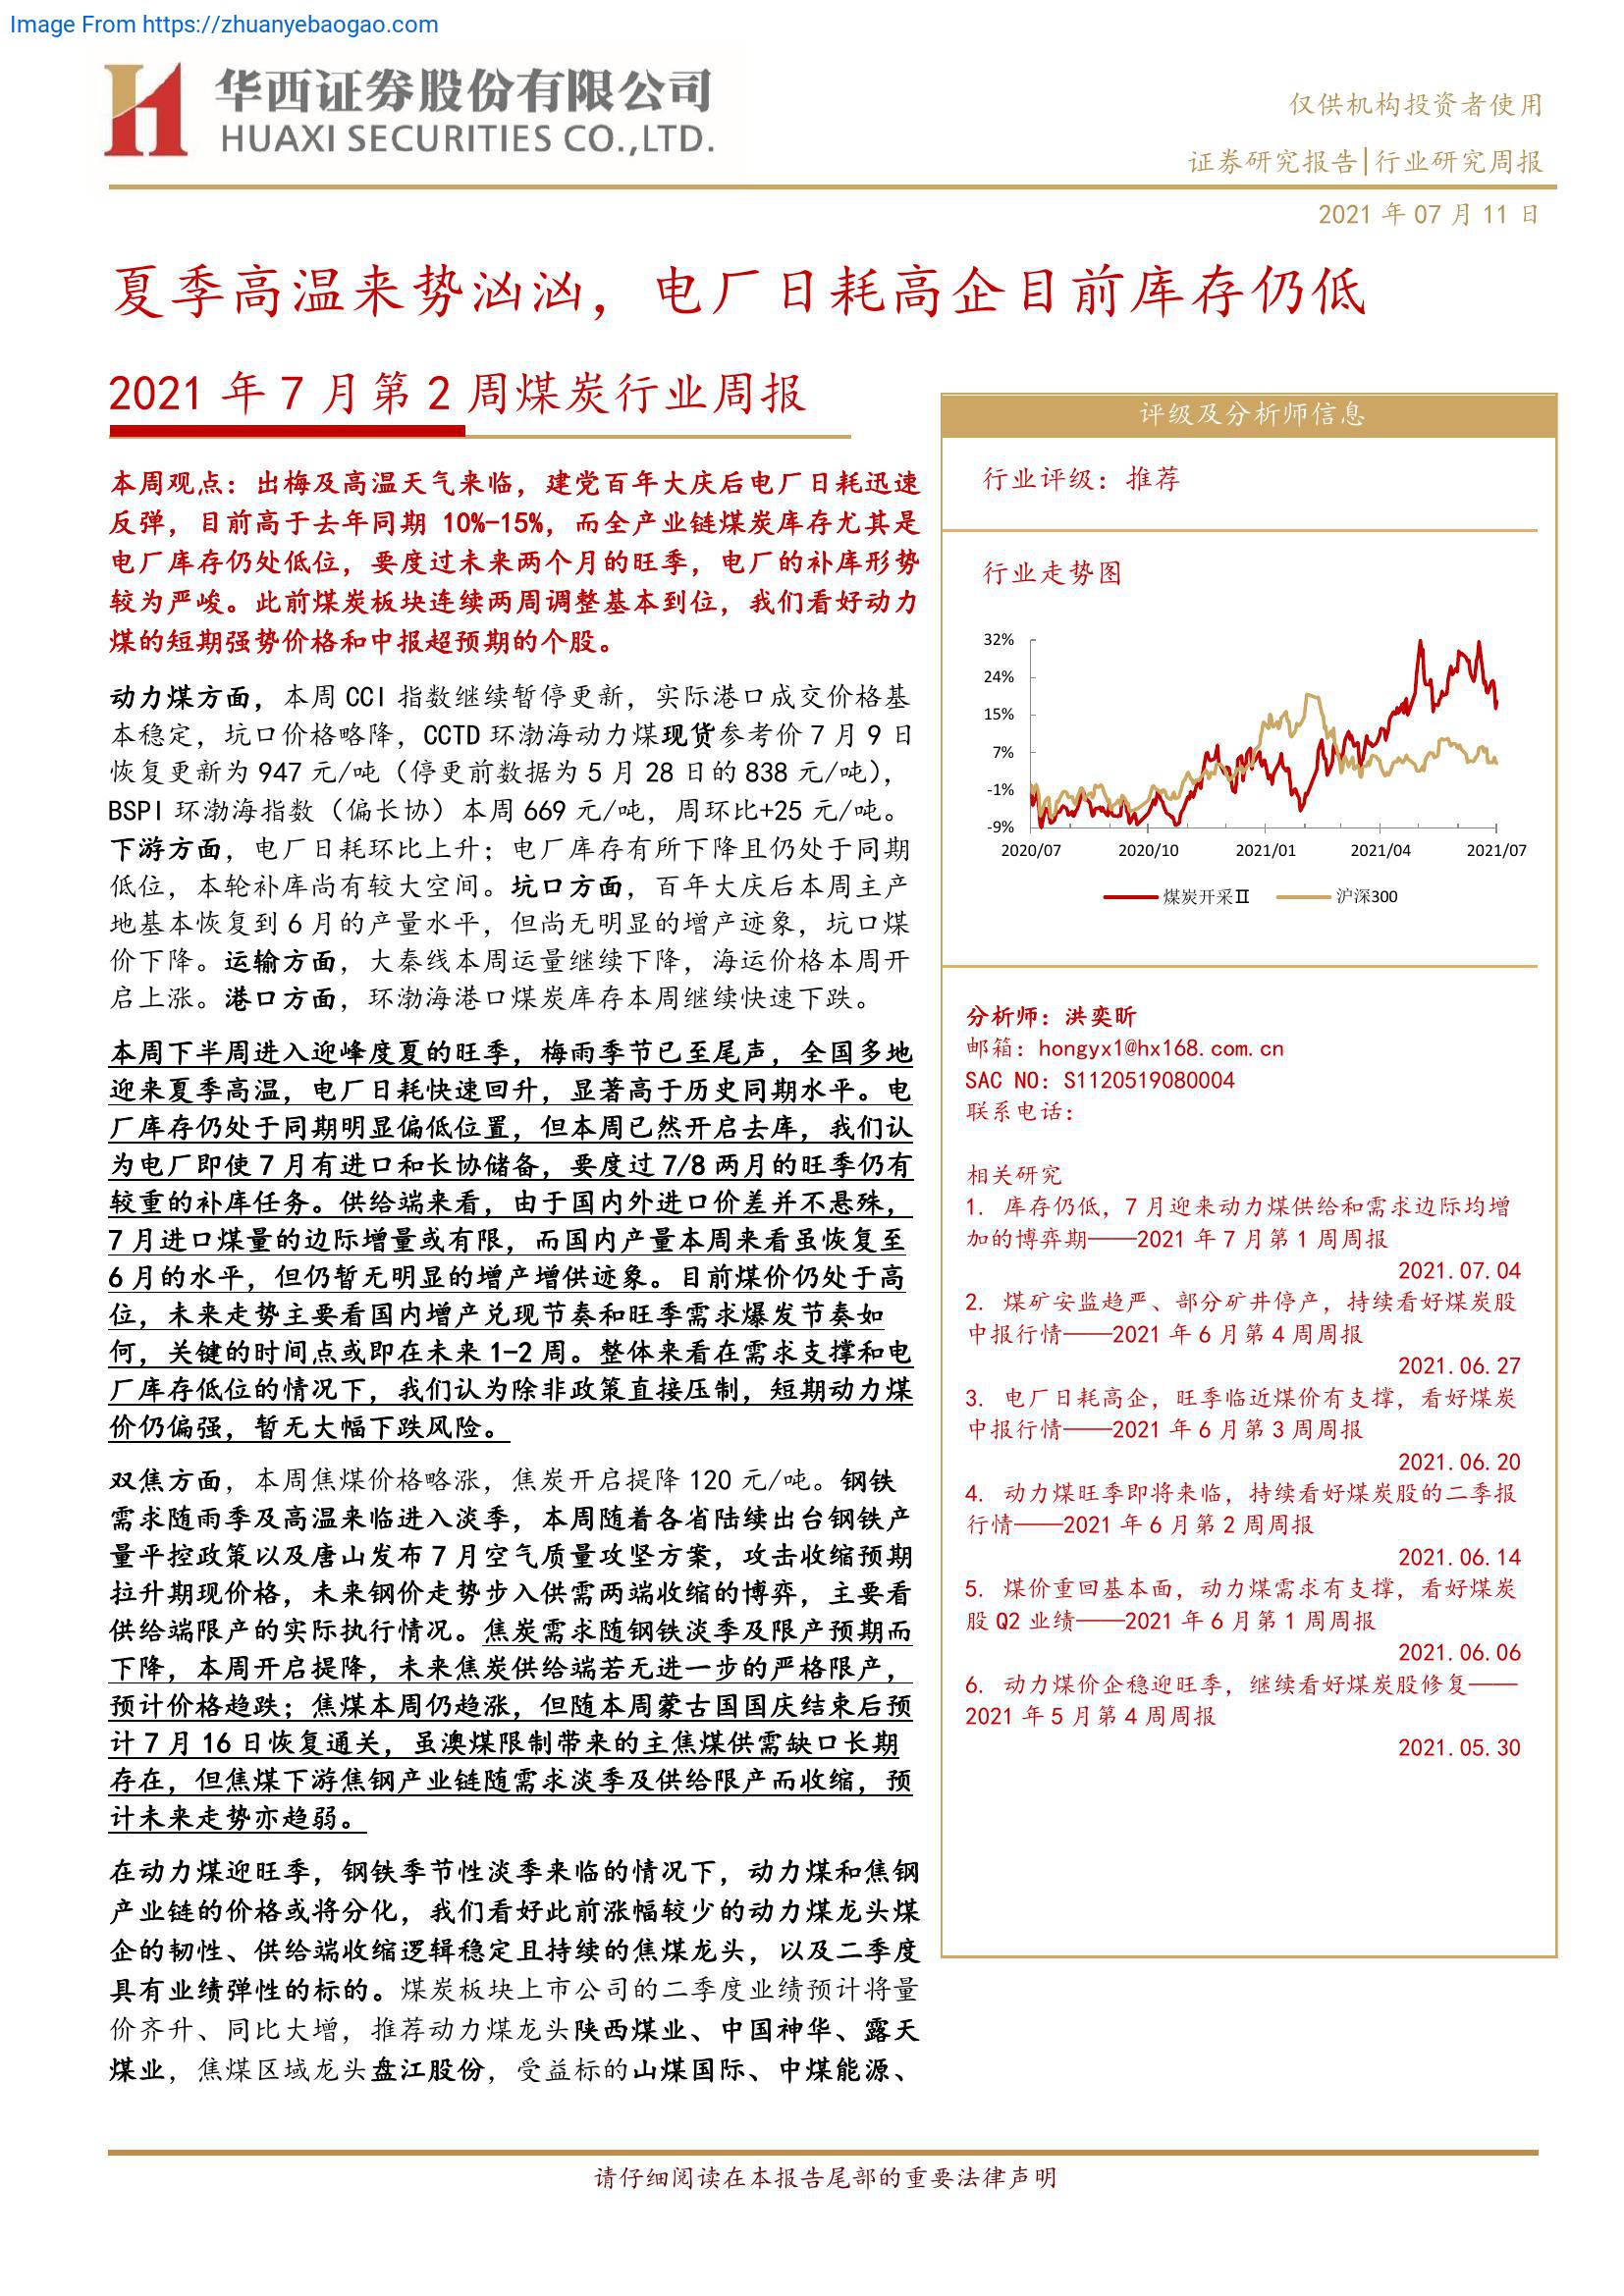 Image From https://zhuanyebaogao.com
华西证券股份有限公司
HUAXI SECURITIES CO.,LTD.
仅供机构投资者使用
证券研究报告|行业研究周报
2021 年 07 月 11 日
夏季高温来势汹汹，电厂日耗高企目前库存仍低
2021 年 7 月第 2 周煤炭行业周报
本周观点：出梅及高温天气来临，建党百年大庆后电厂日耗迅速
反弹，目前高于去年同期 10%-15%，而全产业链煤炭库存尤其是
电厂库存仍处低位，要度过未来两个月的旺季，电厂的补库形势
较为严峻。此前煤炭板块连续两周调整基本到位，我们看好动力
煤的短期强势价格和中报超预期的个股。
动力煤方面，本周 CCI 指数继续暂停更新，实际港口成交价格基
本稳定，坑口价格略降，CCTD 环渤海动力煤现货参考价 7 月 9 日
恢复更新为 947 元/吨（停更前数据为 5 月 28 日的 838 元/吨），
BSPI 环渤海指数（偏长协）本周 669 元/吨，周环比+25 元/吨。
下游方面，电厂日耗环比上升；电厂库存有所下降且仍处于同期
低位，本轮补库尚有较大空间。坑口方面，百年大庆后本周主产
地基本恢复到 6 月的产量水平，但尚无明显的增产迹象，坑口煤
价下降。运输方面，大秦线本周运量继续下降，海运价格本周开
启上涨。港口方面，环渤海港口煤炭库存本周继续快速下跌。
本周下半周进入迎峰度夏的旺季，梅雨季节已至尾声，全国多地
迎来夏季高温，电厂日耗快速回升，显著高于历史同期水平。电
厂库存仍处于同期明显偏低位置，但本周已然开启去库，我们认
为电厂即使 7 月有进口和长协储备，要度过 7/8 两月的旺季仍有
较重的补库任务。供给端来看，由于国内外进口价差并不悬殊，
7 月进口煤量的边际增量或有限，而国内产量本周来看虽恢复至
6 月的水平，但仍暂无明显的增产增供迹象。目前煤价仍处于高
位，未来走势主要看国内增产兑现节奏和旺季需求爆发节奏如
何，关键的时间点或即在未来 1-2 周。整体来看在需求支撑和电
厂库存低位的情况下，我们认为除非政策直接压制，短期动力煤
价仍偏强，暂无大幅下跌风险。
双焦方面，本周焦煤价格略涨，焦炭开启提降 120 元/吨。钢铁
需求随雨季及高温来临进入淡季，本周随着各省陆续出台钢铁产
量平控政策以及唐山发布 7 月空气质量攻坚方案，攻击收缩预期
拉升期现价格，未来钢价走势步入供需两端收缩的博弈，主要看
供给端限产的实际执行情况。焦炭需求随钢铁淡季及限产预期而
下降，本周开启提降，未来焦炭供给端若无进一步的严格限产，
预计价格趋跌；焦煤本周仍趋涨，但随本周蒙古国国庆结束后预
计 7 月 16 日恢复通关，虽澳煤限制带来的主焦煤供需缺口长期
存在，但焦煤下游焦钢产业链随需求淡季及供给限产而收缩，预
计未来走势亦趋弱。
在动力煤迎旺季，钢铁季节性淡季来临的情况下，动力煤和焦钢
产业链的价格或将分化，我们看好此前涨幅较少的动力煤龙头煤
企的韧性、供给端收缩逻辑稳定且持续的焦煤龙头，以及二季度
具有业绩弹性的标的。煤炭板块上市公司的二季度业绩预计将量
价齐升、同比大增，推荐动力煤龙头陕西煤业、中国神华、露天
煤业，焦煤区域龙头盘江股份，受益标的山煤国际、中煤能源、
评级及分析师信息
行业评级：推荐
行业走势图
32%
24%
15%
7%
-1%
-9%
2020/07 2020/10 2021/01 2021/04 2021/07
煤炭开采Ⅱ 沪深300
分析师：洪奕昕
邮箱：hongyx1@hx168.com.cn
SAC NO：S1120519080004
联系电话：
相关研究
1. 库存仍低，7 月迎来动力煤供给和需求边际均增
加的博弈期——2021 年 7 月第 1 周周报
2021.07.04
2. 煤矿安监趋严、部分矿井停产，持续看好煤炭股
中报行情——2021 年 6 月第 4 周周报
2021.06.27
3. 电厂日耗高企，旺季临近煤价有支撑，看好煤炭
中报行情——2021 年 6 月第 3 周周报
2021.06.20
4. 动力煤旺季即将来临，持续看好煤炭股的二季报
行情——2021 年 6 月第 2 周周报
2021.06.14
5. 煤价重回基本面，动力煤需求有支撑，看好煤炭
股 Q2 业绩——2021 年 6 月第 1 周周报
2021.06.06
6. 动力煤价企稳迎旺季，继续看好煤炭股修复——
2021 年 5 月第 4 周周报
2021.05.30
请仔细阅读在本报告尾部的重要法律声明